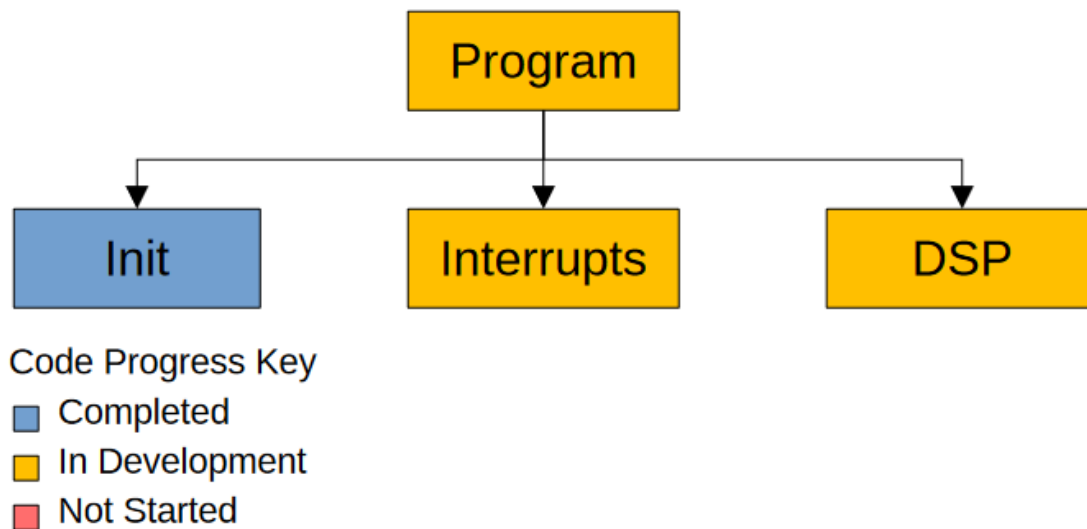 Program
Init
Interrupts
DSP
Code Progress Key
Completed
In Development
Not Started